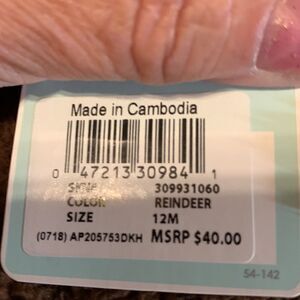 Made in Cambodia
0 47213 30984 1
SKU# 309931060
COLOR REINDEER
SIZE 12M
(0718) AP205753DKH MSRP $40.00
54-142